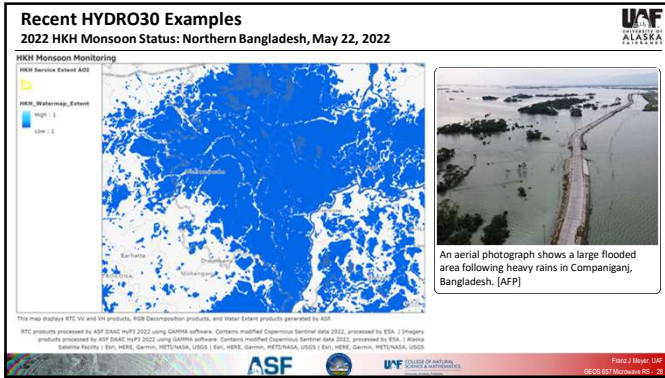 Recent HYDRO30 Examples
2022 HKH Monsoon Status: Northern Bangladesh, May 22, 2022
UAF
UNIVERSITY OF
ALASKA
FAIRBANKS
HKH Monsoon Monitoring
HKH Service Extent AOI
HKH_Watermap_Extent
High : 1
Low : 1
Barhatta
This map displays RTC VV and VH products, RGB Decomposition products, and Water Extent products generated by ASF.
RTC products processed by ASF DAAC HyP3 2022 using GAMMA software. Contains modified Copernicus Sentinel data 2022, processed by ESA. | Imagery
products processed by ASF DAAC HyP3 2022 using GAMMA software. Contains modified Copernicus Sentinel data 2022, processed by ESA. | Alaska
Satellite Facility | Esri, HERE, Garmin, METI/NASA, USGS | Esri, HERE, Garmin, METI/NASA, USGS | Esri, HERE, Garmin, METI/NASA, USGS
An aerial photograph shows a large flooded
area following heavy rains in Companiganj,
Bangladesh. [AFP]
ASF
UAF
COLLEGE OF NATURAL
SCIENCE & MATHEMATICS
Franz J Meyer, UAF
GEOS 657 Microwave RS - 28